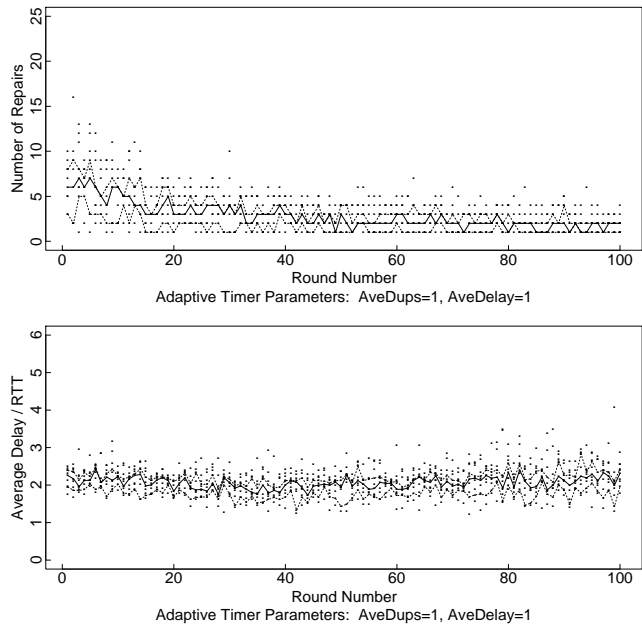 Number of Repairs
25
20
15
10
5
0
0 20 40 60 80 100
Round Number
Adaptive Timer Parameters: AveDups=1, AveDelay=1
Average Delay / RTT
6
5
4
3
2
1
0
0 20 40 60 80 100
Round Number
Adaptive Timer Parameters: AveDups=1, AveDelay=1